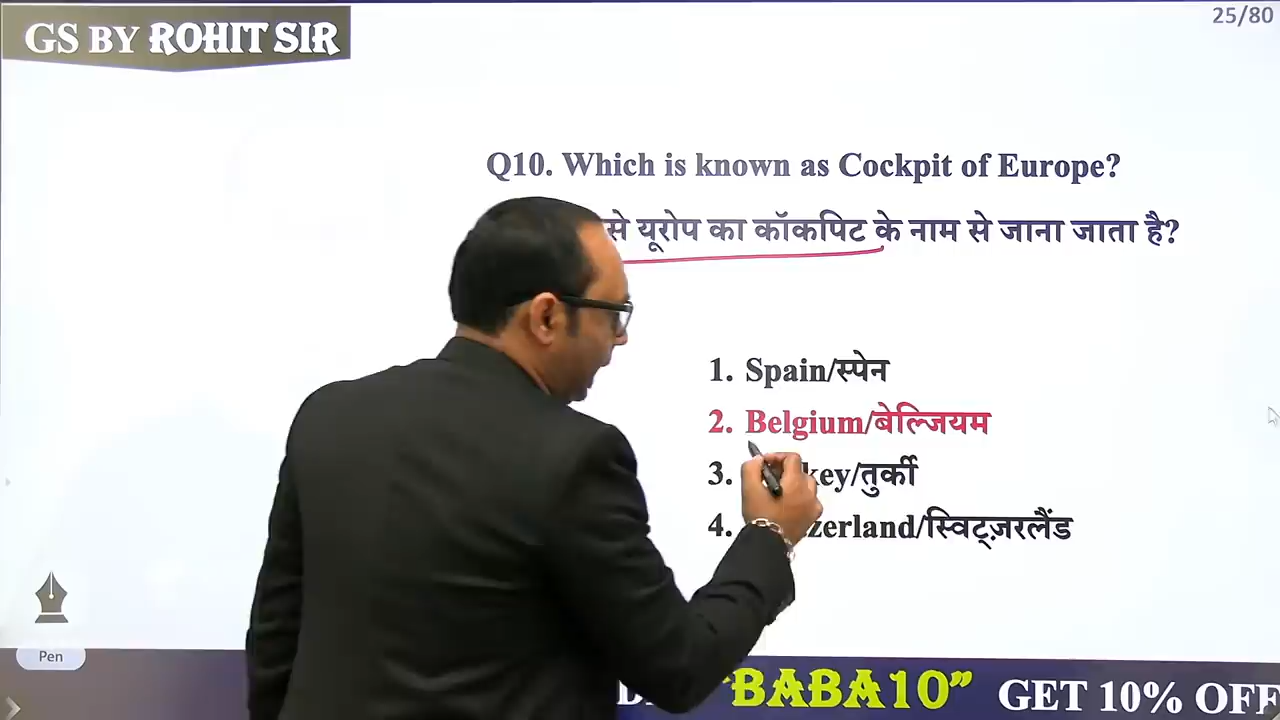 25/80
GS BY ROHIT SIR
Q10. Which is known as Cockpit of Europe?
से यूरोप का कॉकपिट के नाम से जाना जाता है?
1. Spain/स्पेन
2. Belgium/बेल्जियम
3. key/तुर्की
4. zerland/स्विट्ज़रलैंड
Pen
"BABA10" GET 10% OFF